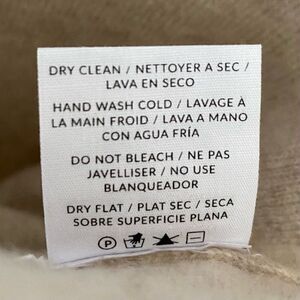 DRY CLEAN / NETTOYER A SEC /
LAVA EN SECO
HAND WASH COLD / LAVAGE À
LA MAIN FROID / LAVA A MANO
CON AGUA FRÍA
DO NOT BLEACH / NE PAS
JAVELLISER / NO USE
BLANQUEADOR
DRY FLAT / PLAT SEC / SECA
SOBRE SUPERFICIE PLANA
P